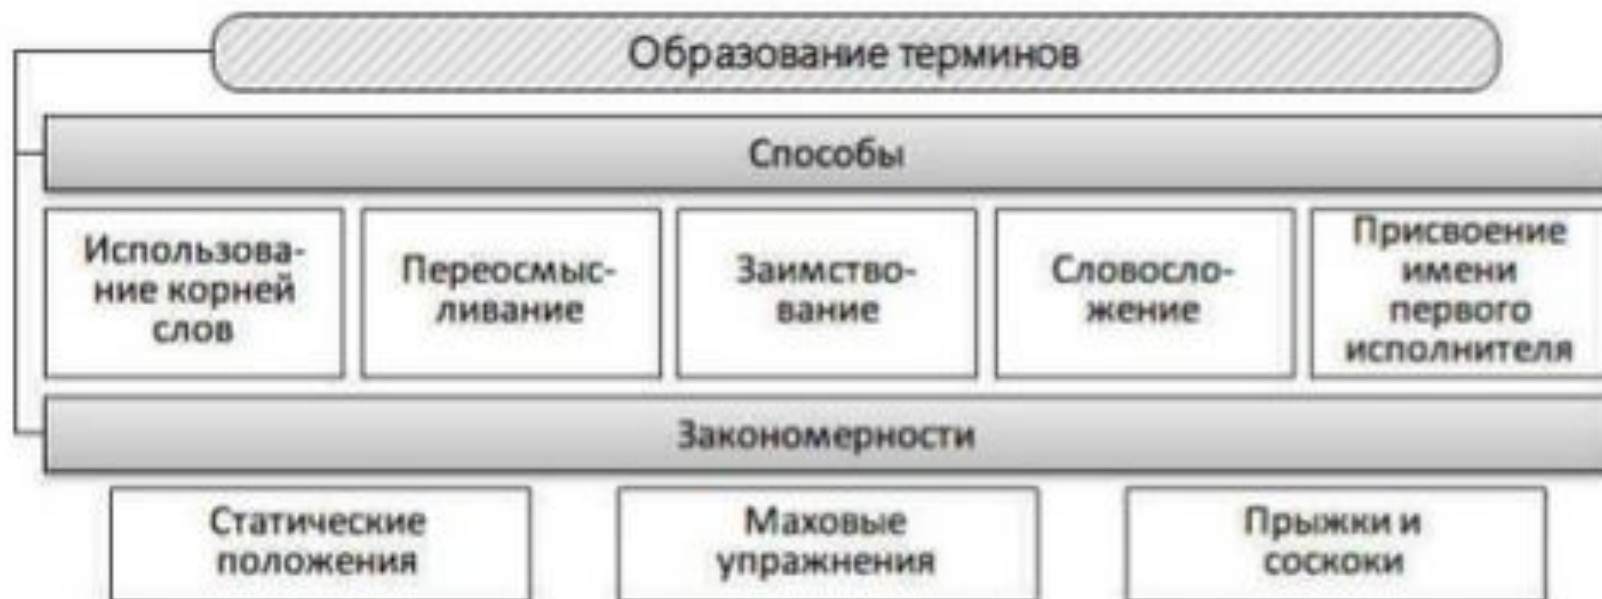 Образование терминов
Способы
Использова-
ние корней
слов
Переосмыс-
ливание
Заимство-
вание
Словосло-
жение
Присвоение
имени
первого
исполнителя
Закономерности
Статические
положения
Маховые
упражнения
Прыжки и
соскоки